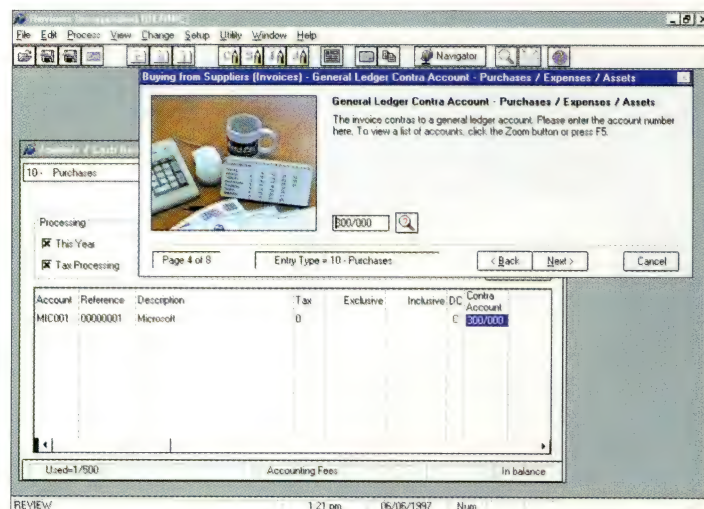 Reviews Incorporated
File Edit Process View Change Setup Utility Window Help
Navigator
Buying from Suppliers (Invoices) - General Ledger Contra Account - Purchases / Expenses / Assets
General Ledger Contra Account - Purchases / Expenses / Assets
The invoice contras to a general ledger account. Please enter the account number
here. To view a list of accounts, click the Zoom button or press F5.
300/000
Page 4 of 8
Entry Type = 10 - Purchases
< Back
Next >
Cancel
10 - Purchases
Processing
This Year
Tax Processing
Account Reference Description Tax Exclusive Inclusive DC Contra Account
MIC001 00000001 Microsoft 0 C 300/000
Used=1/500
Accounting Fees
In balance
REVIEW
1:21 pm
06/06/1997
Num